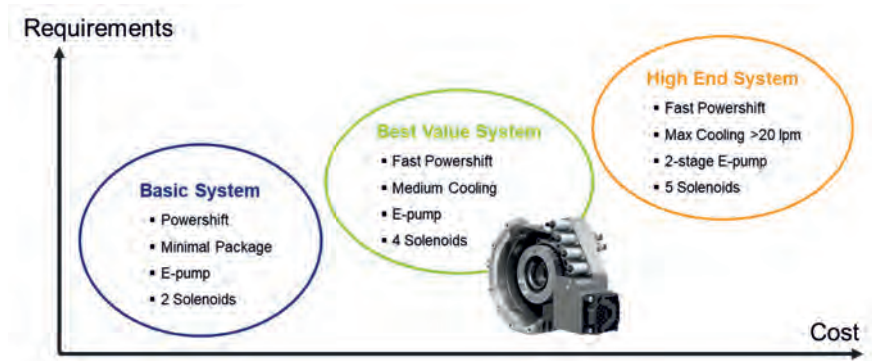 Requirements
High End System
▪ Fast Powershift
▪ Max Cooling >20 lpm
▪ 2-stage E-pump
▪ 5 Solenoids
Best Value System
▪ Fast Powershift
▪ Medium Cooling
▪ E-pump
▪ 4 Solenoids
Basic System
▪ Powershift
▪ Minimal Package
▪ E-pump
▪ 2 Solenoids
Cost